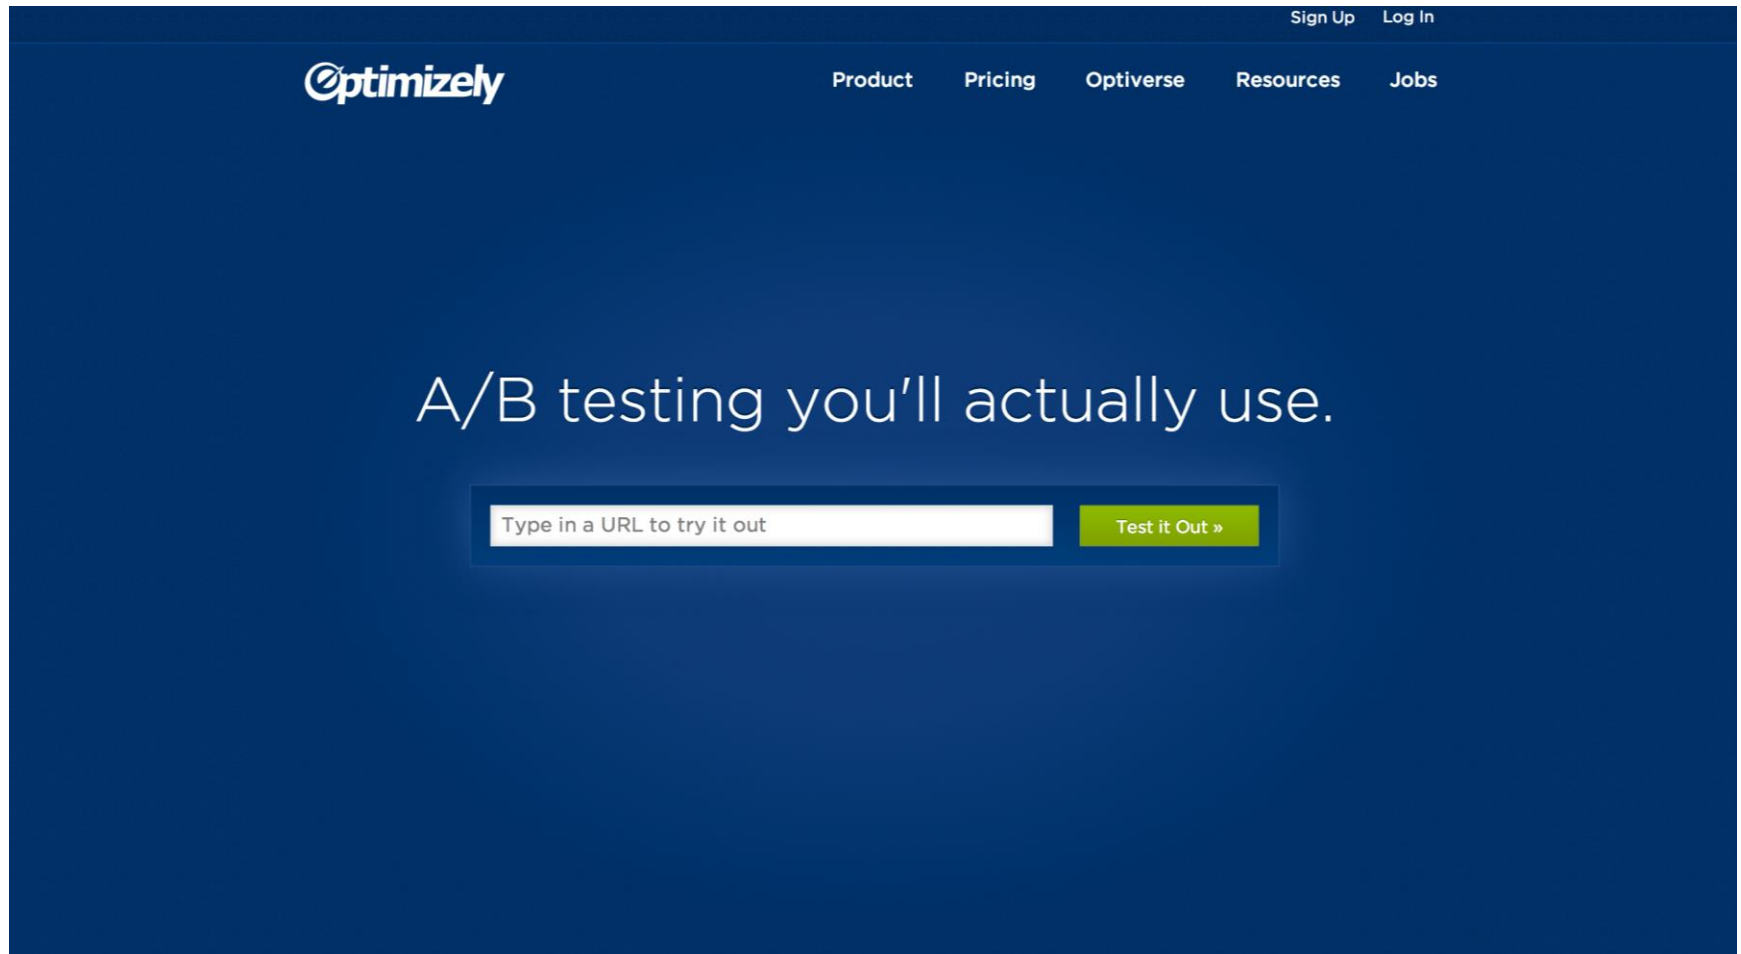 Sign Up Log In
Optimizely Product Pricing Optiverse Resources Jobs
A/B testing you'll actually use.
Type in a URL to try it out Test it Out »